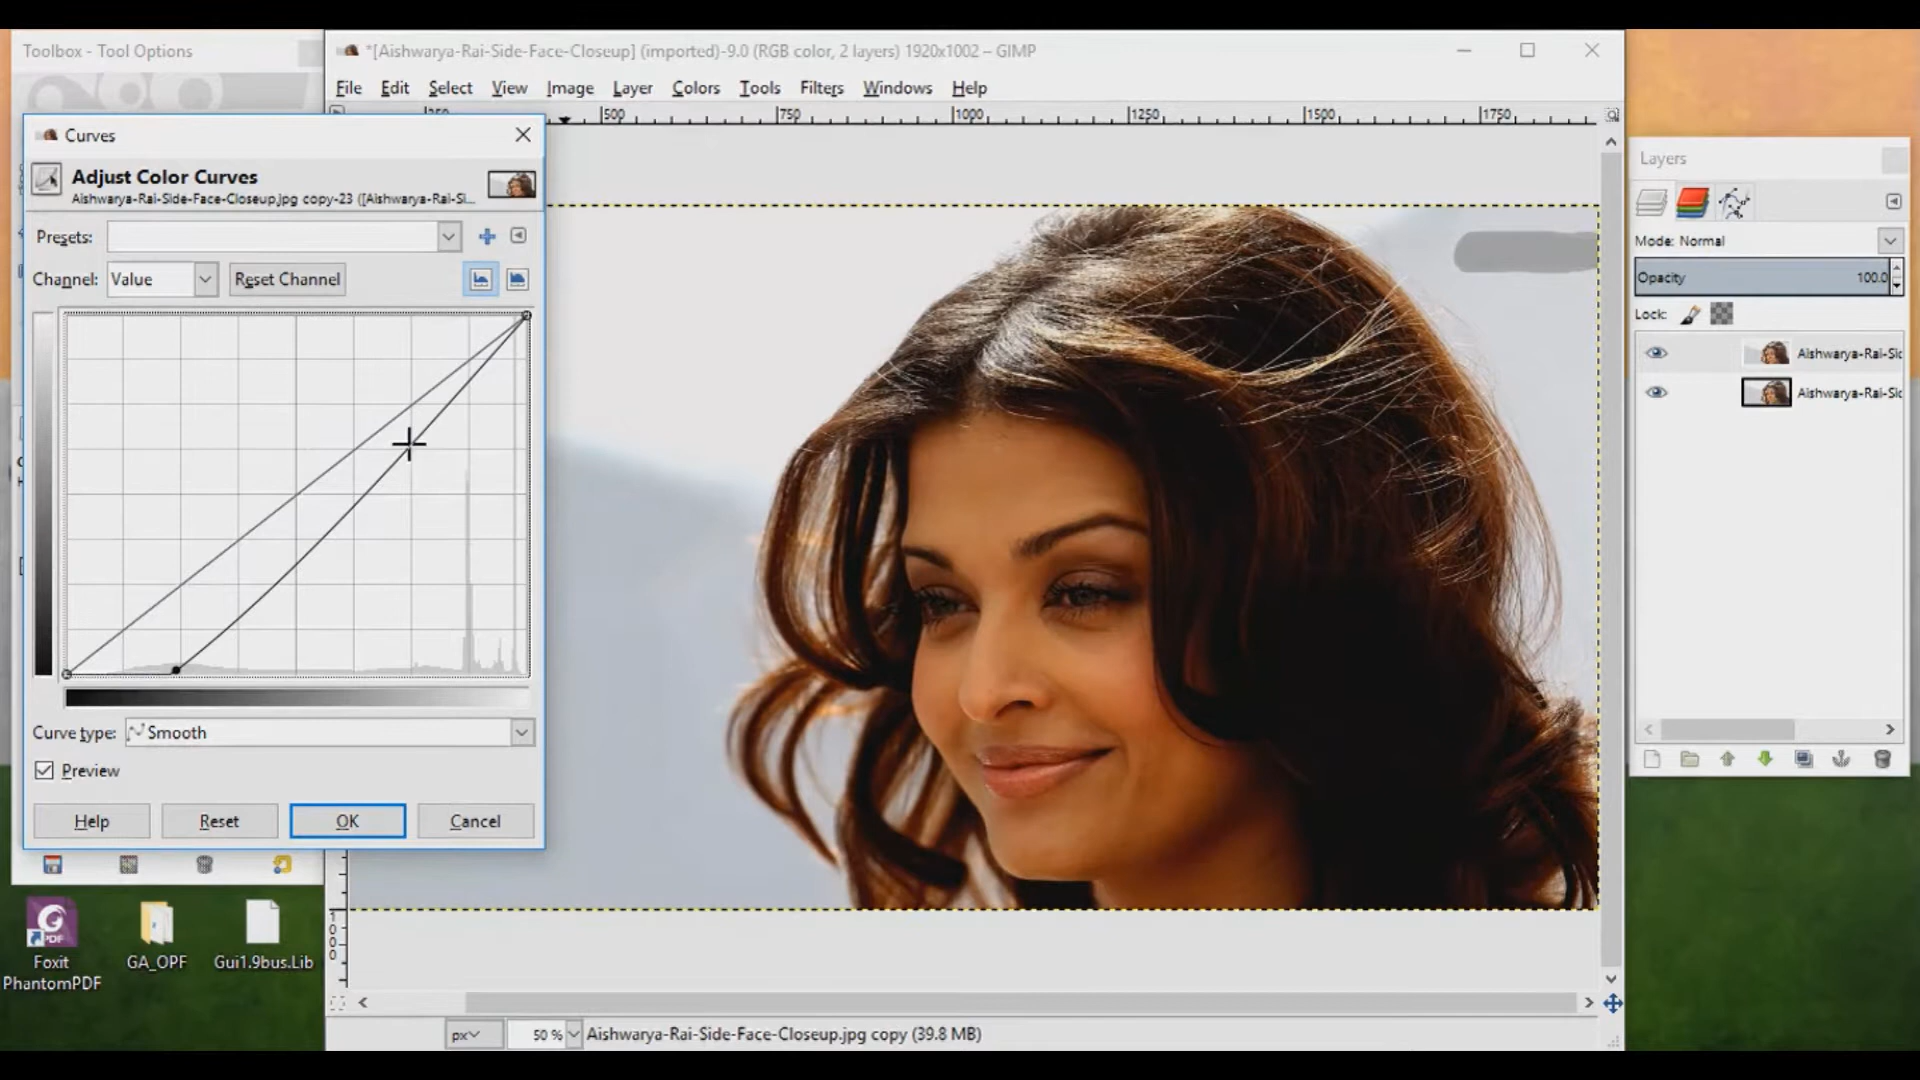 Toolbox - Tool Options
*[Aishwarya-Rai-Side-Face-Closeup] (imported)-9.0 (RGB color, 2 layers) 1920x1002 – GIMP
File Edit Select View Image Layer Colors Tools Filters Windows Help
500 750 1000 1250 1500 1750
Curves
Adjust Color Curves
Aishwarya-Rai-Side-Face-Closeup.jpg copy-23 ([Aishwarya-Rai-Si...
Presets:
Channel: Value Reset Channel
Curve type: Smooth
Preview
Help Reset OK Cancel
Layers
Mode: Normal
Opacity 100.0
Lock:
Aishwarya-Rai-Sic
Aishwarya-Rai-Sic
1000
Foxit PDF
Foxit
PhantomPDF
GA_OPF
Gui1.9bus.Lib
px 50 % Aishwarya-Rai-Side-Face-Closeup.jpg copy (39.8 MB)